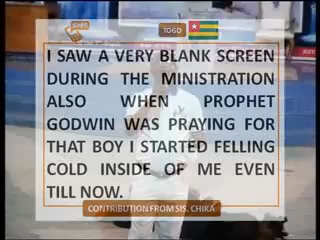 TOGO
I SAW A VERY BLANK SCREEN
DURING THE MINISTRATION
ALSO WHEN PROPHET
GODWIN WAS PRAYING FOR
THAT BOY I STARTED FELLING
COLD INSIDE OF ME EVEN
TILL NOW.
CONTRIBUTION FROM SIS. CHIKA